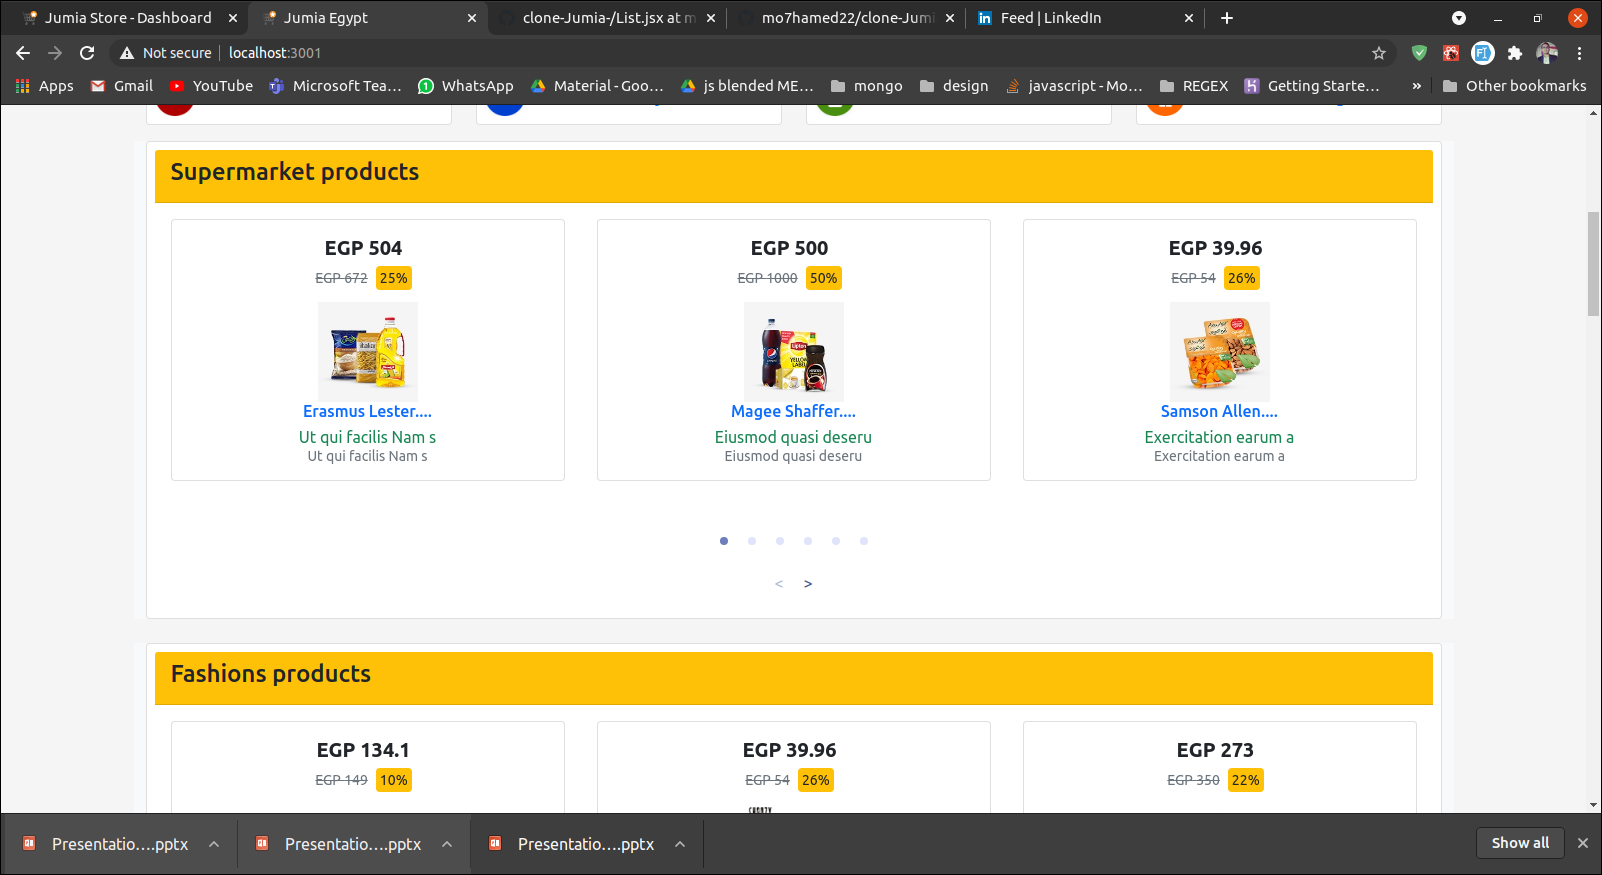 Jumia Store - Dashboard
Jumia Egypt
clone-Jumia-/List.jsx at m
mo7hamed22/clone-Jumi
Feed | LinkedIn
Not secure
localhost:3001
Apps
Gmail
YouTube
Microsoft Tea...
WhatsApp
Material - Goo...
js blended ME...
mongo
design
javascript - Mo...
REGEX
Getting Starte...
»
Other bookmarks
Supermarket products
EGP 504
EGP 672 25%
Erasmus Lester....
Ut qui facilis Nam s
Ut qui facilis Nam s
EGP 500
EGP 1000 50%
Magee Shaffer....
Eiusmod quasi deseru
Eiusmod quasi deseru
EGP 39.96
EGP 54 26%
Samson Allen....
Exercitation earum a
Exercitation earum a
< >
Fashions products
EGP 134.1
EGP 149 10%
EGP 39.96
EGP 54 26%
EGP 273
EGP 350 22%
Presentatio....pptx
Presentatio....pptx
Presentatio....pptx
Show all